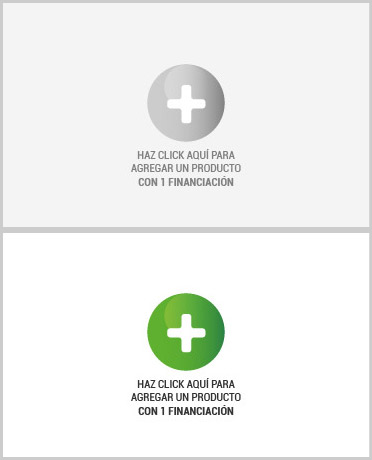 HAZ CLICK AQUÍ PARA
AGREGAR UN PRODUCTO
CON 1 FINANCIACIÓN
HAZ CLICK AQUÍ PARA
AGREGAR UN PRODUCTO
CON 1 FINANCIACIÓN